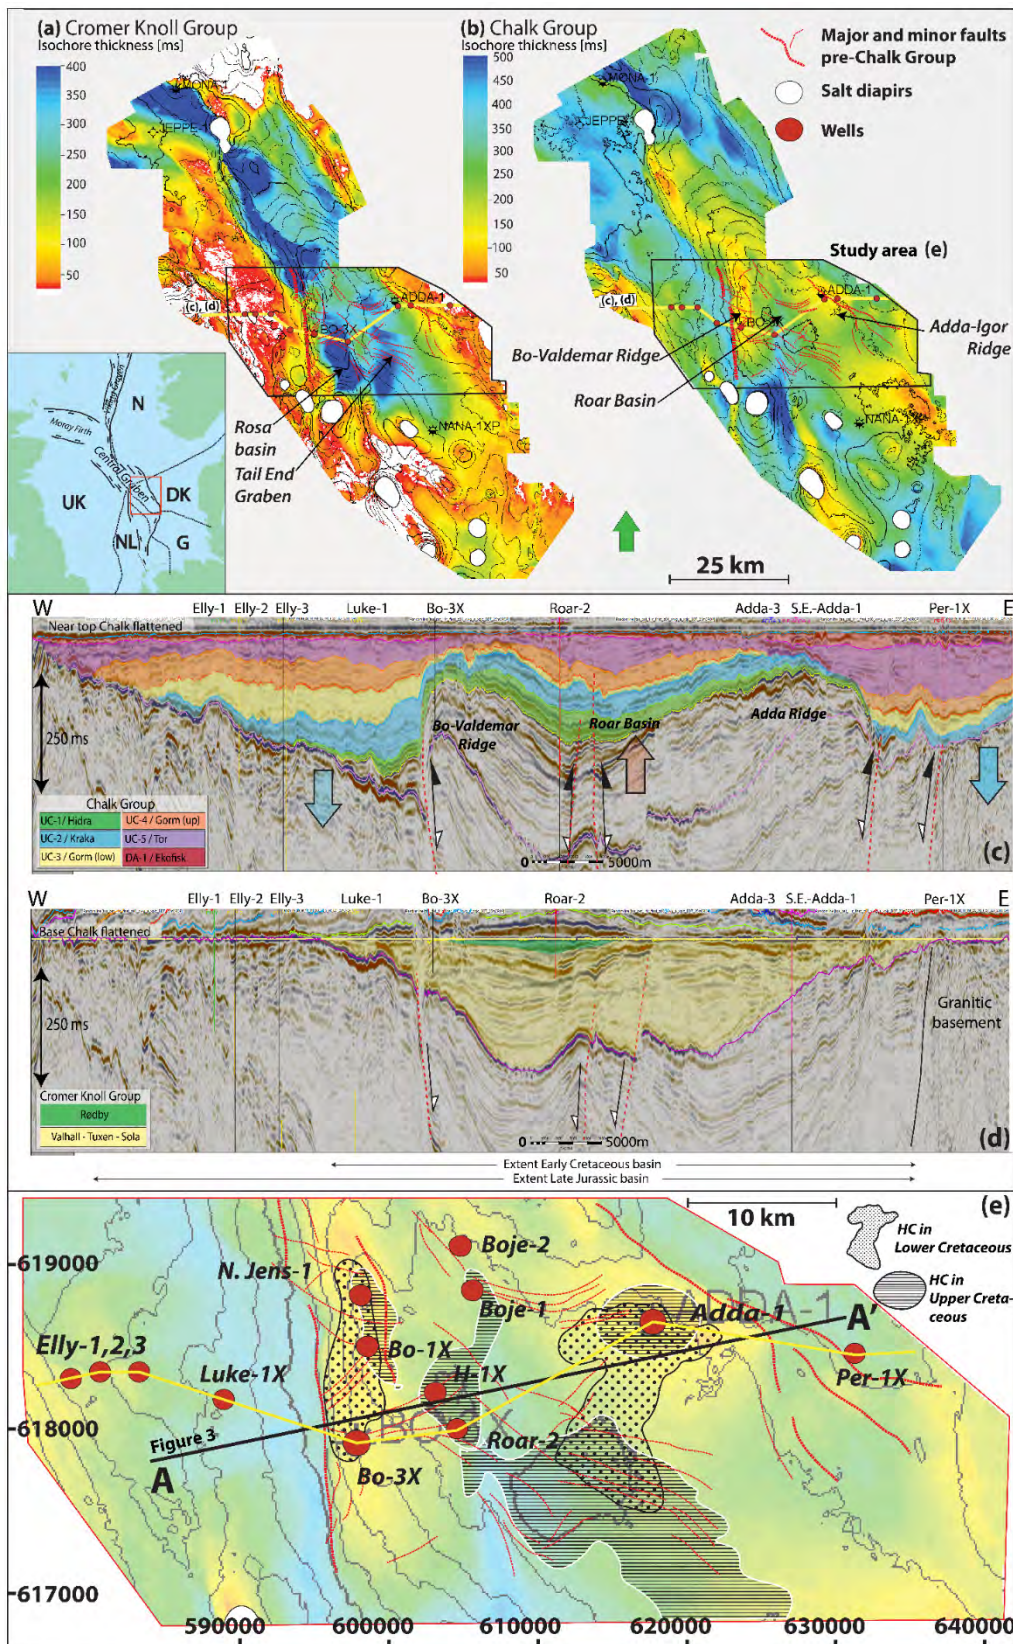 (a) Cromer Knoll Group
Isochore thickness [ms]
400
350
300
250
200
150
100
50
MONA-1
JEPPE-1
(c), (d)
BO-3X
ADDA-1
NANA-1XP
Rosa
basin
Tail End
Graben
(b) Chalk Group
Isochore thickness [ms]
500
450
400
350
300
250
200
150
100
50
MONA-1
JEPPE
Major and minor faults
pre-Chalk Group
Salt diapirs
Wells
Study area (e)
(c), (d)
ADDA-1
Bo-Valdemar Ridge
Roar Basin
Adda-Igor
Ridge
25 km
N
Moray Firth
Central Graben
UK
DK
NL
G
W
Elly-1 Elly-2 Elly-3 Luke-1 Bo-3X Roar-2 Adda-3 S.E.-Adda-1 Per-1X
E
Near top Chalk flattened
250 ms
Bo-Valdemar
Ridge
Roar Basin
Adda Ridge
Chalk Group
UC-1/Hidra
UC-4 / Gorm (up)
UC-2 / Kraka
UC-5 / Tor
UC-3 / Gorm (low)
DA-1 / Ekofisk
0 5000m
(c)
W
Elly-1 Elly-2 Elly-3 Luke-1 Bo-3X Roar-2 Adda-3 S.E.-Adda-1 Per-1X
E
Base Chalk flattened
250 ms
Granitic
basement
Cromer Knoll Group
Rødby
Valhall - Tuxen - Sola
0 5000m
(d)
Extent Early Cretaceous basin
Extent Late Jurassic basin
(e)
10 km
HC in
Lower Cretaceous
HC in
Upper Creta-
ceous
619000
618000
617000
N. Jens-1
Boje-2
Boje-1
ADDA-1
Adda-1
A'
Elly-1,2,3
Luke-1X
Bo-1X
H-1X
Per-1X
Figure 3
A
Bo-3X
Roar-2
590000 600000 610000 620000 630000 640000